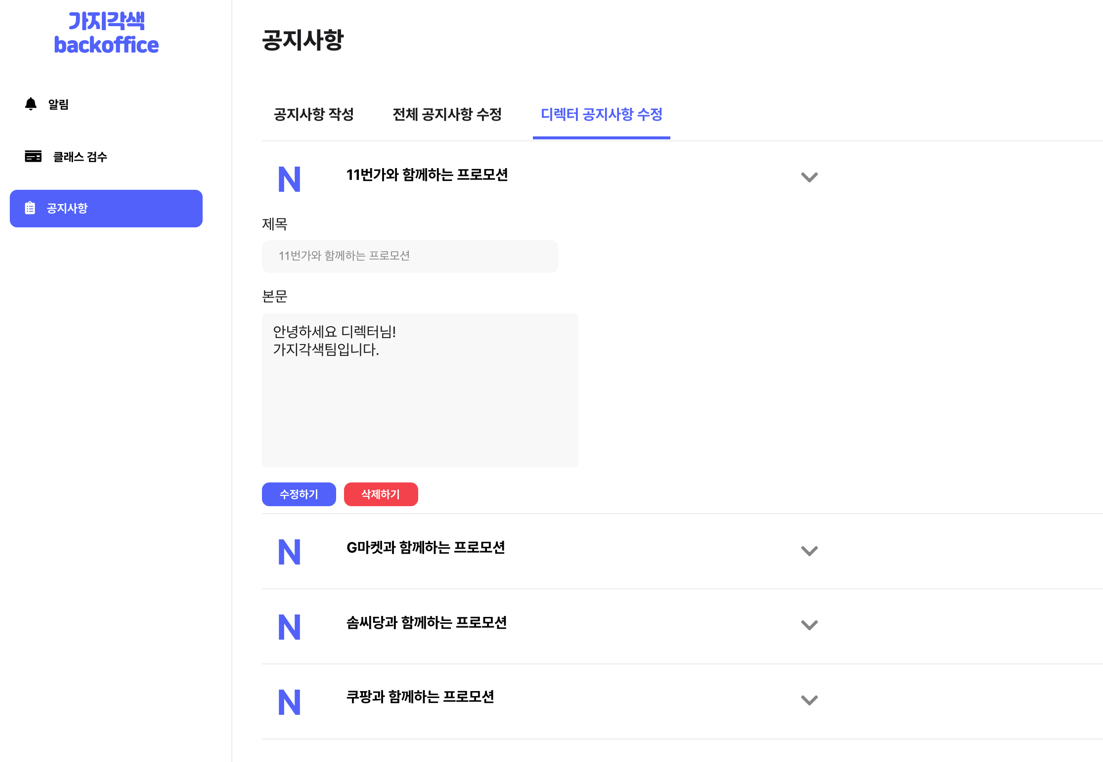 가지각색
backoffice
알림
클래스 검수
공지사항
공지사항
공지사항 작성
전체 공지사항 수정
디렉터 공지사항 수정
N
11번가와 함께하는 프로모션
제목
11번가와 함께하는 프로모션
본문
안녕하세요 디렉터님!
가지각색팀입니다.
수정하기
삭제하기
N
G마켓과 함께하는 프로모션
N
솜씨당과 함께하는 프로모션
N
쿠팡과 함께하는 프로모션